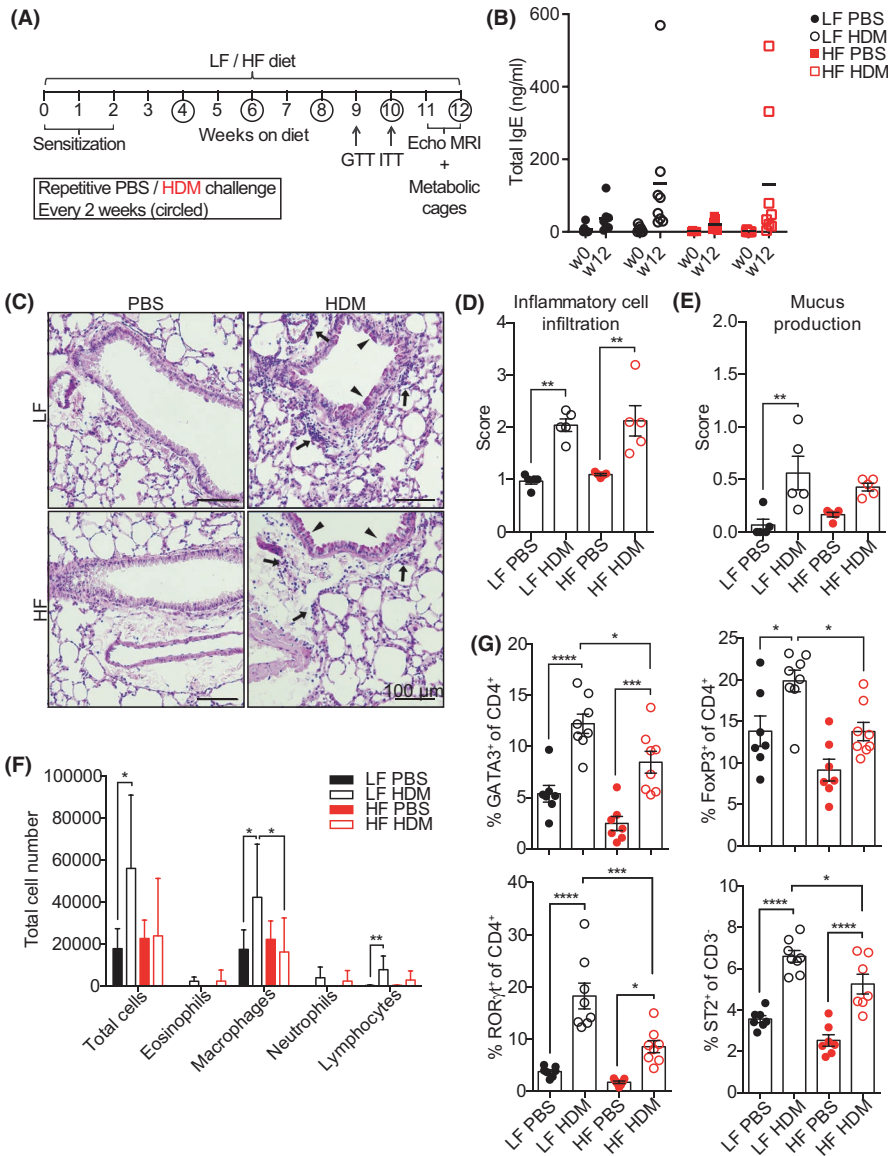 (A)
LF / HF diet
0 1 2 3 4 5 6 7 8 9 10 11 12
Sensitization
Weeks on diet
GTT ITT
Echo MRI
+
Metabolic
cages
Repetitive PBS / HDM challenge
Every 2 weeks (circled)
(B)
Total IgE (ng/ml)
600
400
200
0
w0 w12 w0 w12 w0 w12 w0 w12
LF PBS
LF HDM
HF PBS
HF HDM
(C)
PBS HDM
LF
HF
100 µm
(D)
Inflammatory cell
infiltration
Score
4
3
2
1
0
** **
LF PBS LF HDM HF PBS HF HDM
(E)
Mucus
production
Score
2.0
1.5
1.0
0.5
0.0
**
LF PBS LF HDM HF PBS HF HDM
(F)
Total cell number
100000
80000
60000
40000
20000
0
* * * **
LF PBS
LF HDM
HF PBS
HF HDM
Total cells Eosinophils Macrophages Neutrophils Lymphocytes
(G)
% GATA3⁺ of CD4⁺
20
15
10
5
0
*
**** ***
% FoxP3⁺ of CD4⁺
25
20
15
10
5
0
* *
% RORγt⁺ of CD4⁺
40
30
20
10
0
***
**** *
LF PBS LF HDM HF PBS HF HDM
% ST2⁺ of CD3⁻
10
8
6
4
2
0
*
**** ****
LF PBS LF HDM HF PBS HF HDM